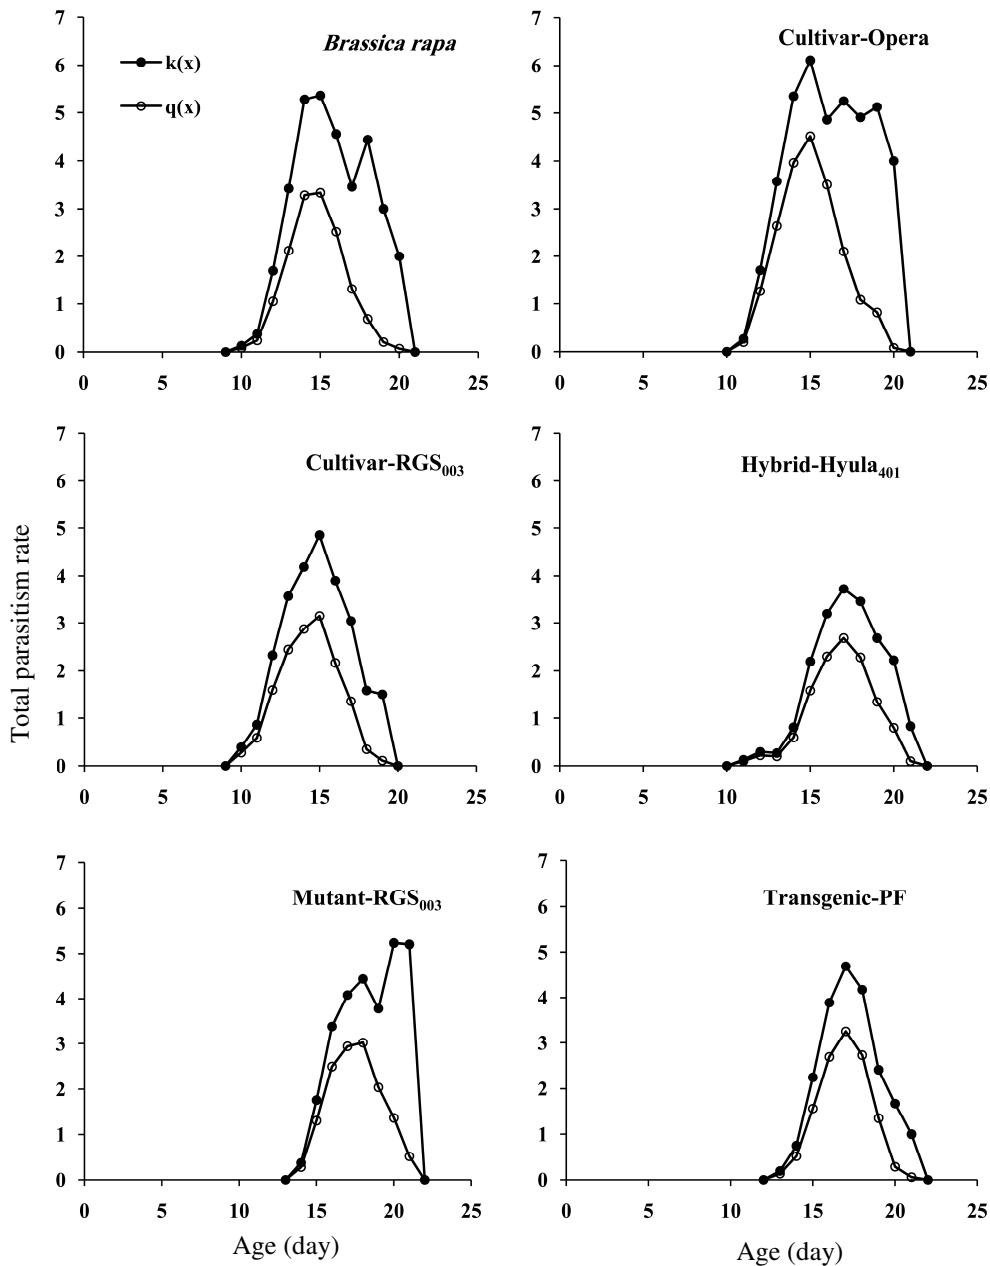 7
Brassica rapa
6
k(x)
5
q(x)
4
3
2
1
0
0 5 10 15 20 25
7
Cultivar-Opera
6
5
4
3
2
1
0
0 5 10 15 20 25
Total parasitism rate
7
Cultivar-RGS003
6
5
4
3
2
1
0
0 5 10 15 20 25
7
Hybrid-Hyula401
6
5
4
3
2
1
0
0 5 10 15 20 25
7
Mutant-RGS003
6
5
4
3
2
1
0
0 5 10 15 20 25
Age (day)
7
Transgenic-PF
6
5
4
3
2
1
0
0 5 10 15 20 25
Age (day)